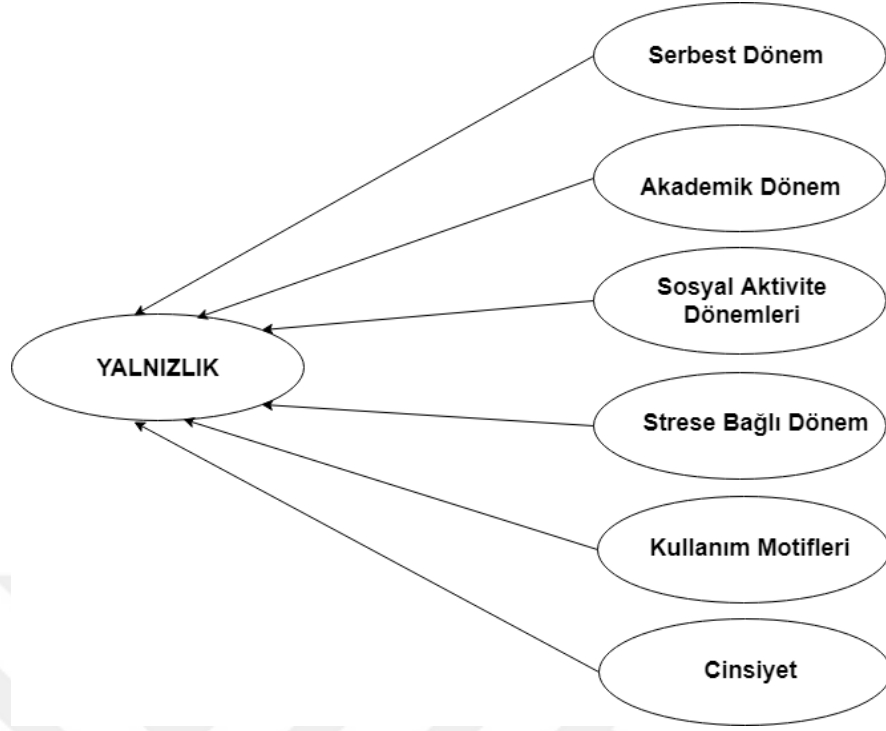 Serbest Dönem
Akademik Dönem
Sosyal Aktivite
Dönemleri
YALNIZLIK
Strese Bağlı Dönem
Kullanım Motifleri
Cinsiyet